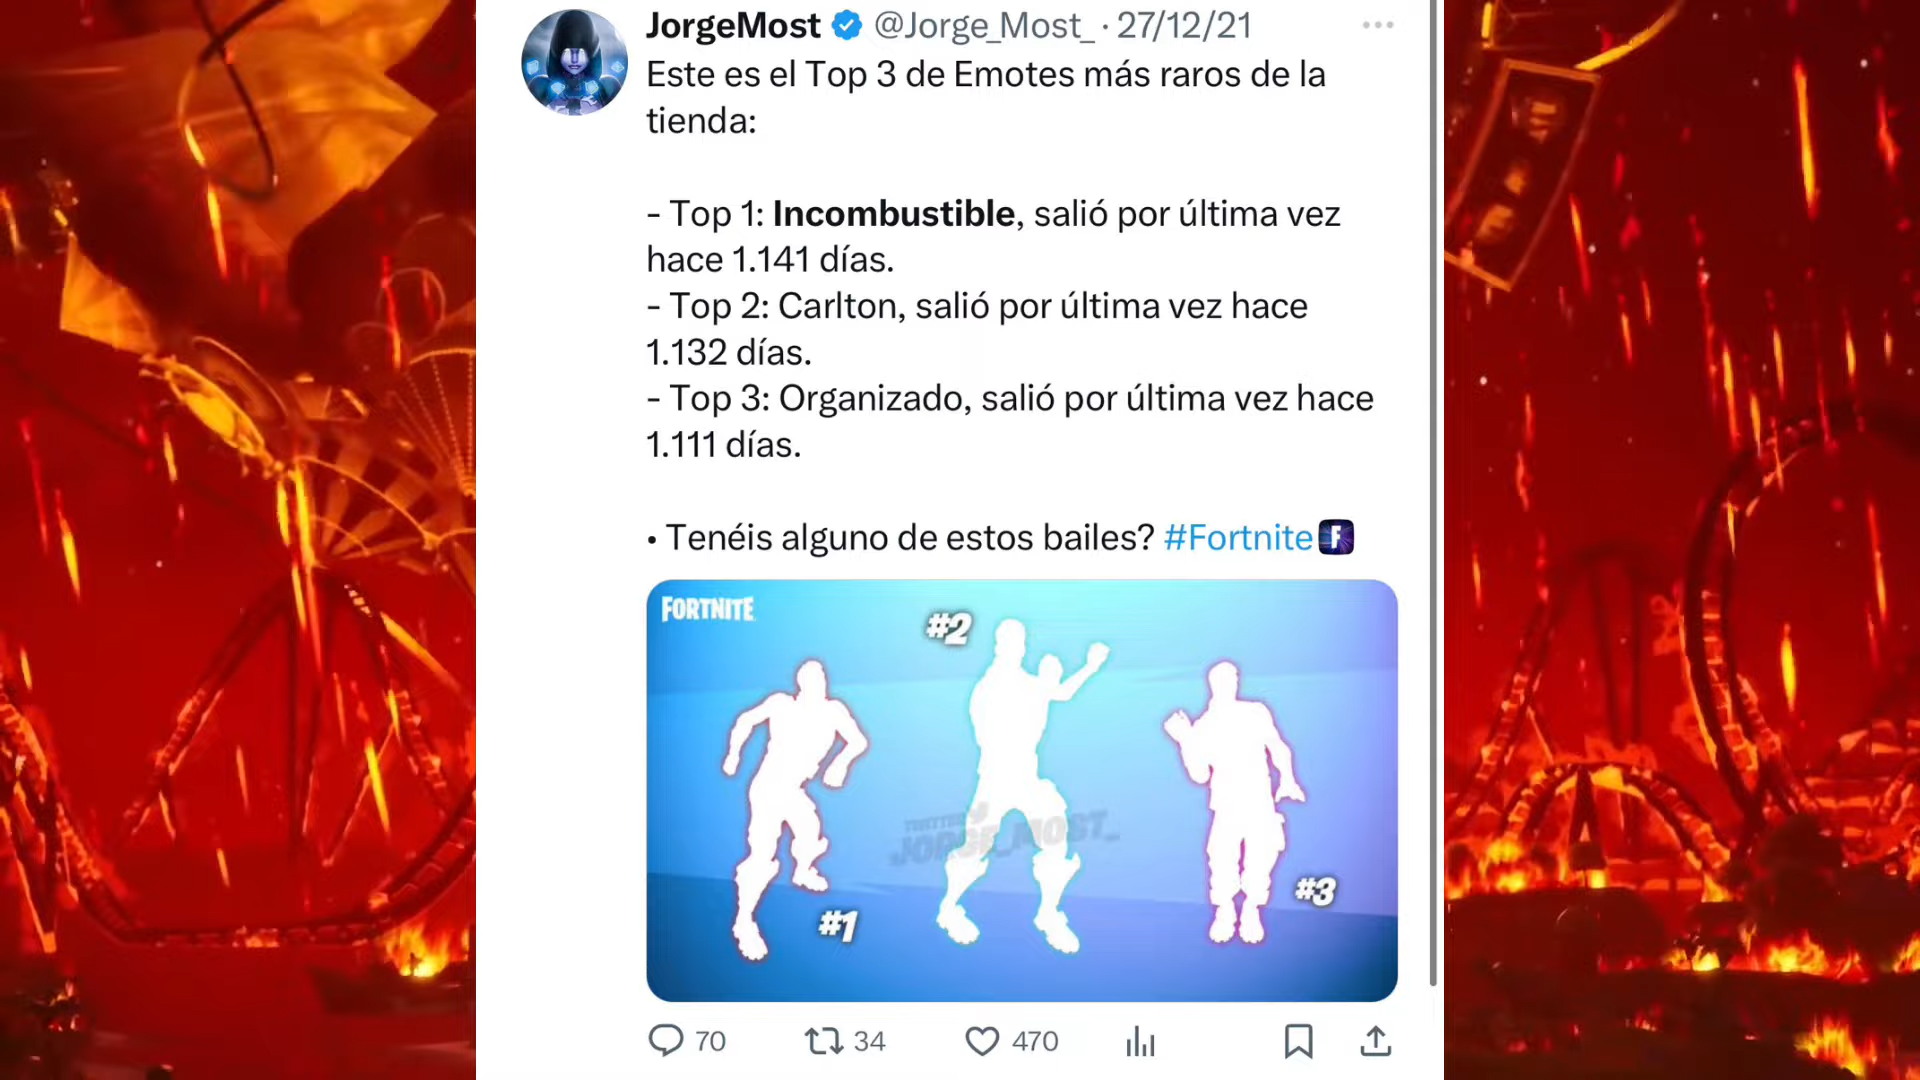 JorgeMost @Jorge_Most_ · 27/12/21
Este es el Top 3 de Emotes más raros de la
tienda:
- Top 1: Incombustible, salió por última vez
hace 1.141 días.
- Top 2: Carlton, salió por última vez hace
1.132 días.
- Top 3: Organizado, salió por última vez hace
1.111 días.
• Tenéis alguno de estos bailes? #Fortnite F
FORTNITE
#2
TWITTER
JORGE_MOST_
#3
#1
70 34 470